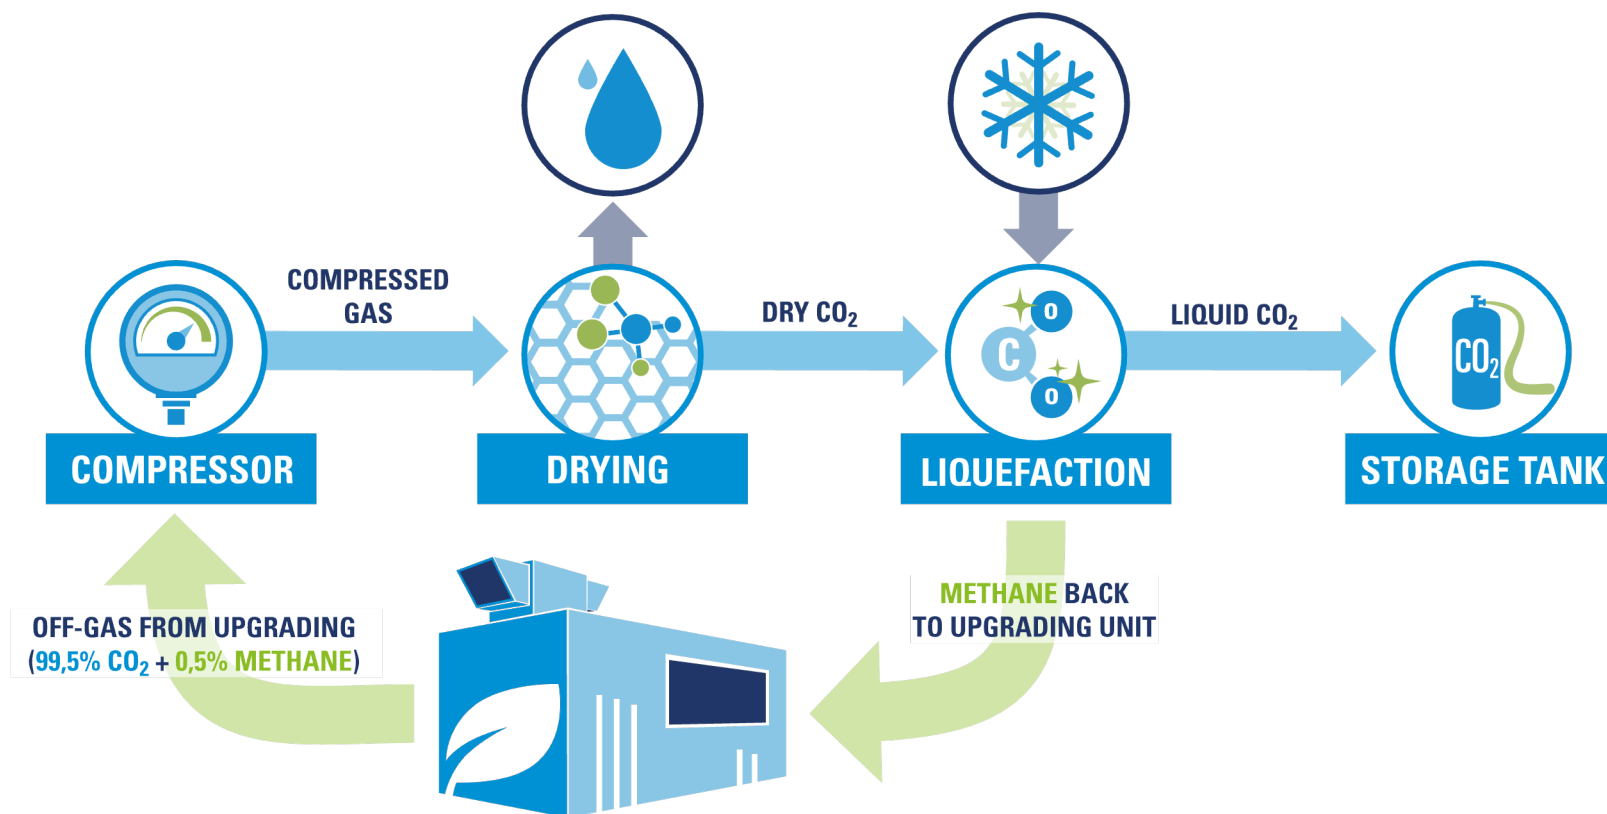 COMPRESSED
GAS
DRY CO₂
LIQUID CO₂
C
O
O
CO₂
COMPRESSOR
DRYING
LIQUEFACTION
STORAGE TANK
OFF-GAS FROM UPGRADING
(99,5% CO₂ + 0,5% METHANE)
METHANE BACK
TO UPGRADING UNIT